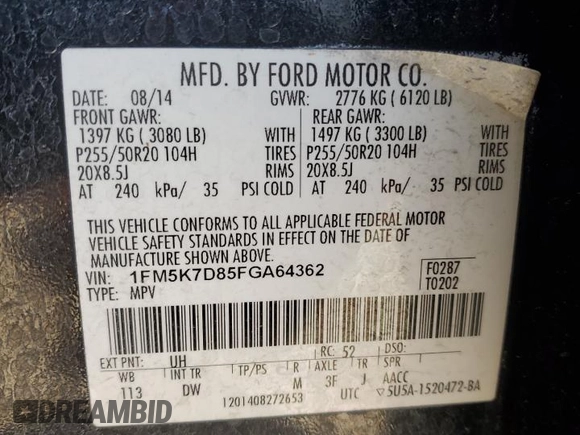 MFD. BY FORD MOTOR CO.
DATE: 08/14 GVWR: 2776 KG ( 6120 LB)
FRONT GAWR: REAR GAWR:
1397 KG ( 3080 LB) WITH 1497 KG ( 3300 LB) WITH
P255/50R20 104H TIRES P255/50R20 104H TIRES
20X8.5J RIMS 20X8.5J RIMS
AT 240 kPa/ 35 PSI COLD AT 240 kPa/ 35 PSI COLD
THIS VEHICLE CONFORMS TO ALL APPLICABLE FEDERAL MOTOR
VEHICLE SAFETY STANDARDS IN EFFECT ON THE DATE OF
MANUFACTURE SHOWN ABOVE.
VIN: 1FM5K7D85FGA64362 F0287
TYPE: MPV T0202
EXT PNT: UH RC: 52 DSO:
WB INT TR TP/PS R AXLE TR SPR
113 DW M 3F J AACC
1201408272653 UTC ▽5U5A-1520472-BA
DREAMBID